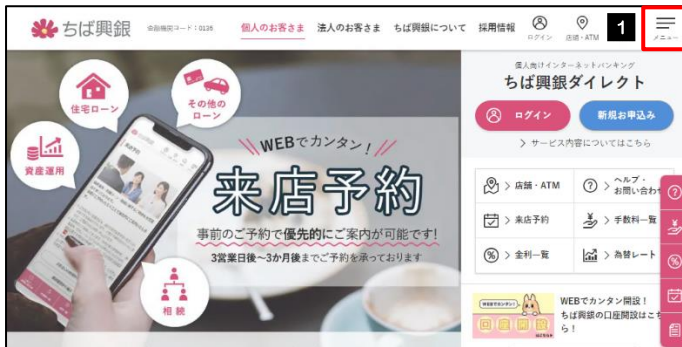 ちば興銀
金融機関コード：0135
個人のお客さま
法人のお客さま
ちば興銀について
採用情報
ログイン
店舗・ATM
1
メニュー
住宅ローン
その他の
ローン
資産運用
相続
WEBでカンタン！
来店予約
事前のご予約で優先的にご案内が可能です!
3営業日後～3か月後までご予約を承っております
個人向けインターネットバンキング
ちば興銀ダイレクト
ログイン
新規お申込み
サービス内容についてはこちら
店舗・ATM
ヘルプ・
お問い合わせ
来店予約
手数料一覧
金利一覧
為替レート
WEBでカンタン！
口座開設
WEBでカンタン開設！
ちば興銀の口座開設はこち
ら！